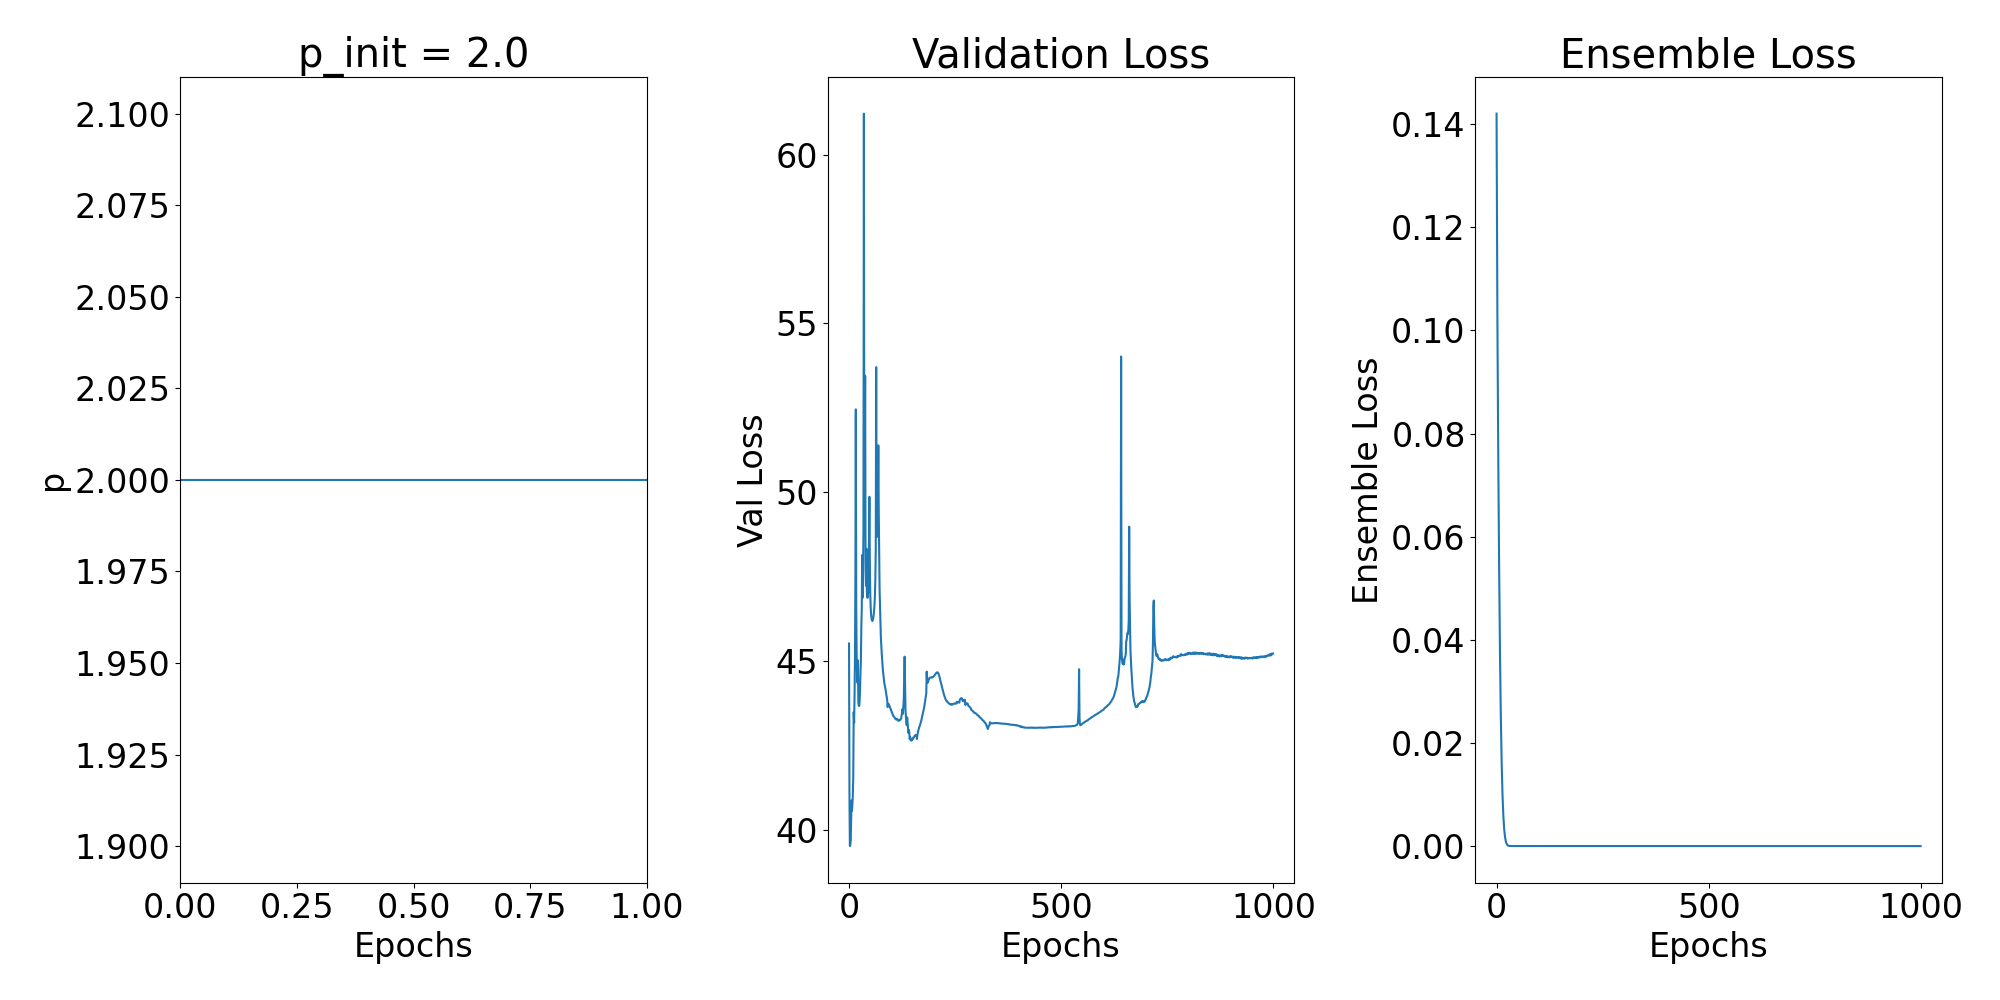 p_init = 2.0
2.100
2.075
2.050
2.025
2.000
1.975
1.950
1.925
1.900
p
0.00 0.25 0.50 0.75 1.00
Epochs
Validation Loss
60
55
50
45
40
Val Loss
0 500 1000
Epochs
Ensemble Loss
0.14
0.12
0.10
0.08
0.06
0.04
0.02
0.00
Ensemble Loss
0 500 1000
Epochs